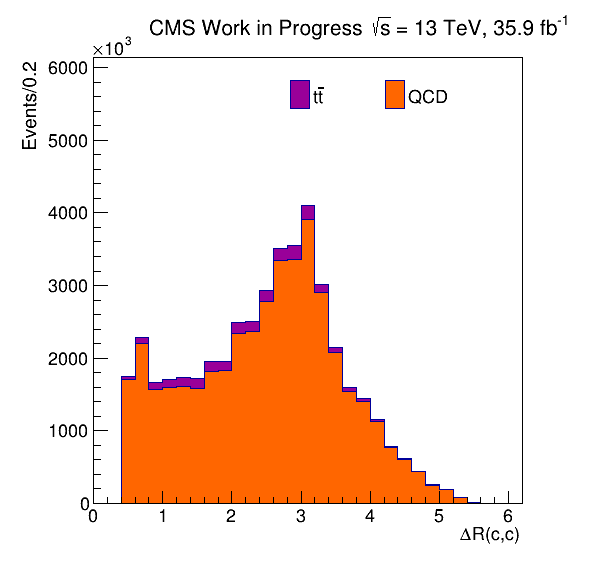 CMS Work in Progress √s = 13 TeV, 35.9 fb⁻¹
×10³
Events/0.2
6000
5000
4000
3000
2000
1000
0
tt̄
QCD
0 1 2 3 4 5 6
ΔR(c,c)